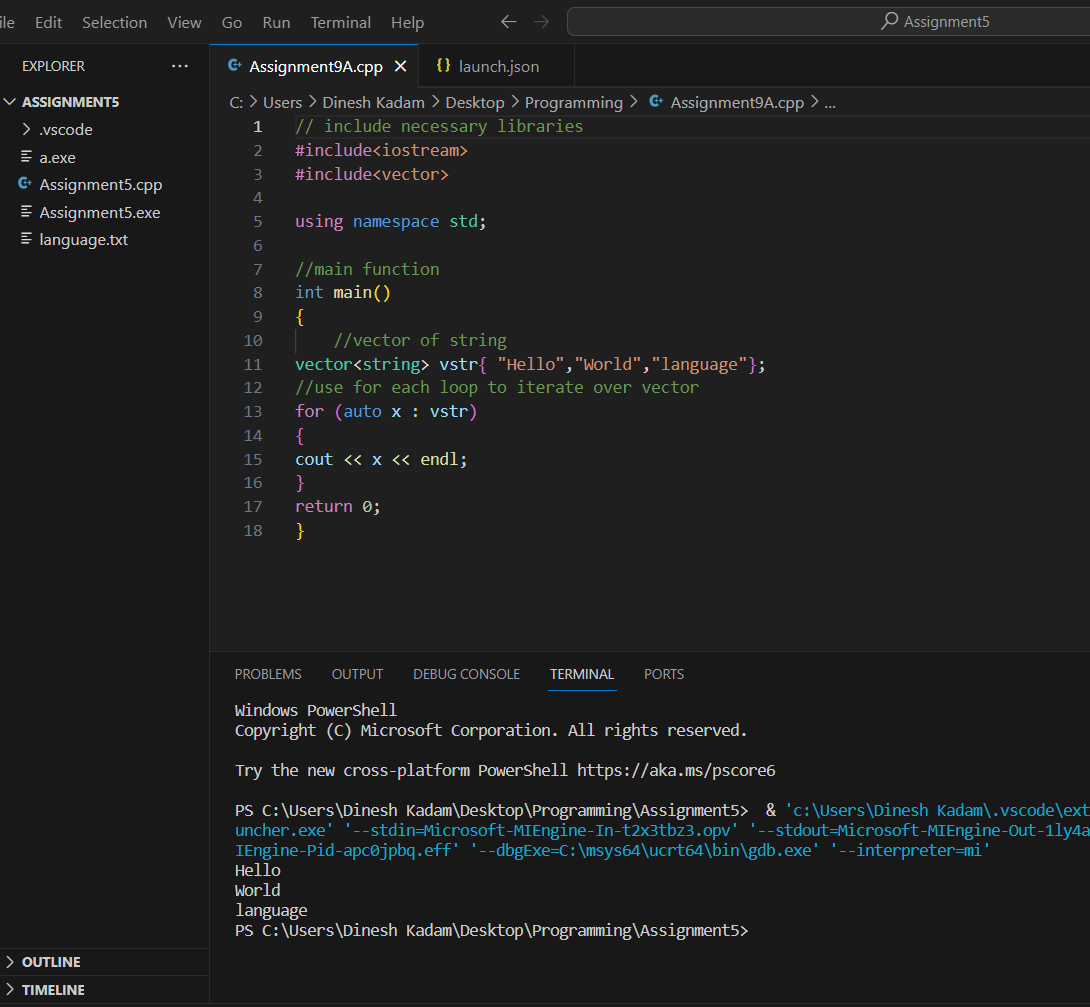 ile Edit Selection View Go Run Terminal Help Assignment5
EXPLORER
ASSIGNMENT5
.vscode
a.exe
Assignment5.cpp
Assignment5.exe
language.txt
OUTLINE
TIMELINE
Assignment9A.cpp {} launch.json
C: > Users > Dinesh Kadam > Desktop > Programming > Assignment9A.cpp > ...
1 // include necessary libraries
2 #include<iostream>
3 #include<vector>
4
5 using namespace std;
6
7 //main function
8 int main()
9 {
10     //vector of string
11 vector<string> vstr{ "Hello","World","language"};
12 //use for each loop to iterate over vector
13 for (auto x : vstr)
14 {
15 cout << x << endl;
16 }
17 return 0;
18 }
PROBLEMS OUTPUT DEBUG CONSOLE TERMINAL PORTS
Windows PowerShell
Copyright (C) Microsoft Corporation. All rights reserved.
Try the new cross-platform PowerShell https://aka.ms/pscore6
PS C:\Users\Dinesh Kadam\Desktop\Programming\Assignment5>  & 'c:\Users\Dinesh Kadam\.vscode\ext
uncher.exe' '--stdin=Microsoft-MIEngine-In-t2x3tbz3.opv' '--stdout=Microsoft-MIEngine-Out-1ly4a
IEngine-Pid-apc0jpbq.eff' '--dbgExe=C:\msys64\ucrt64\bin\gdb.exe' '--interpreter=mi'
Hello
World
language
PS C:\Users\Dinesh Kadam\Desktop\Programming\Assignment5>